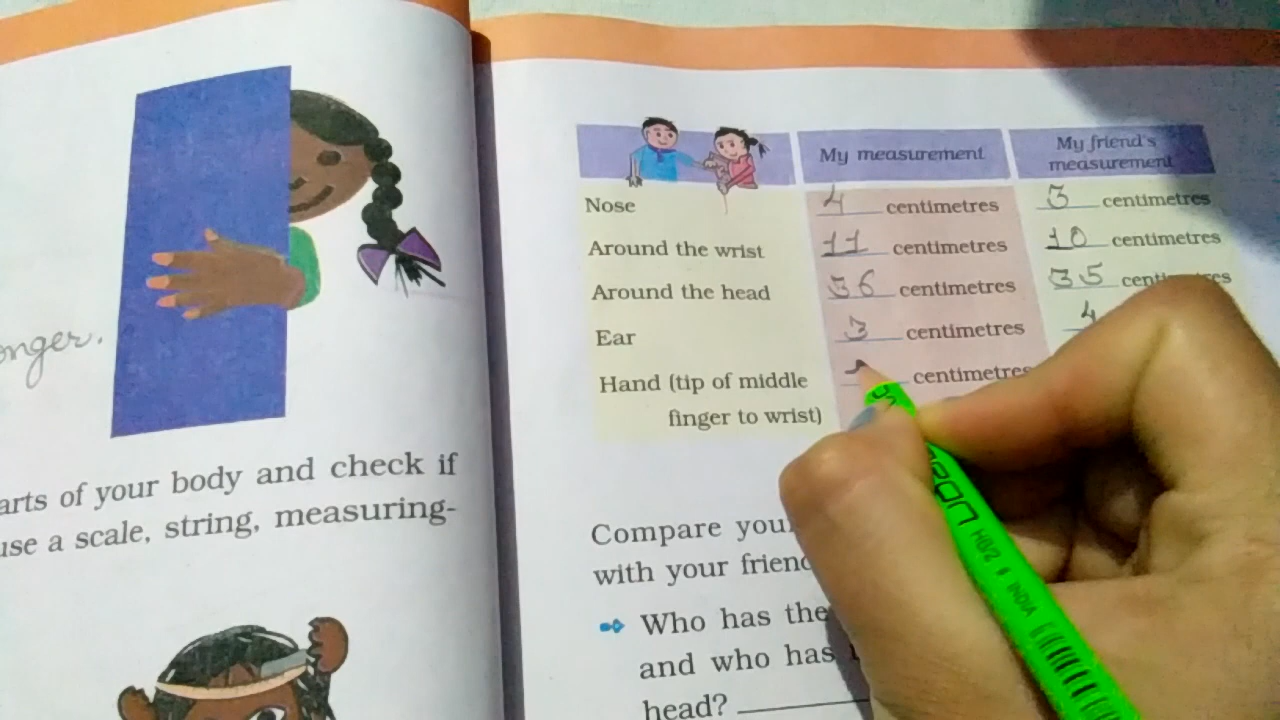 onger.
arts of your body and check if
use a scale, string, measuring-
My measurement
My friend's
measurement
Nose 4 centimetres 3 centimetres
Around the wrist 11 centimetres 10 centimetres
Around the head 36 centimetres 35 centimetres
Ear 3 centimetres 4
Hand (tip of middle centimetres
finger to wrist)
Compare you
with your friend
Who has the
and who has
head?